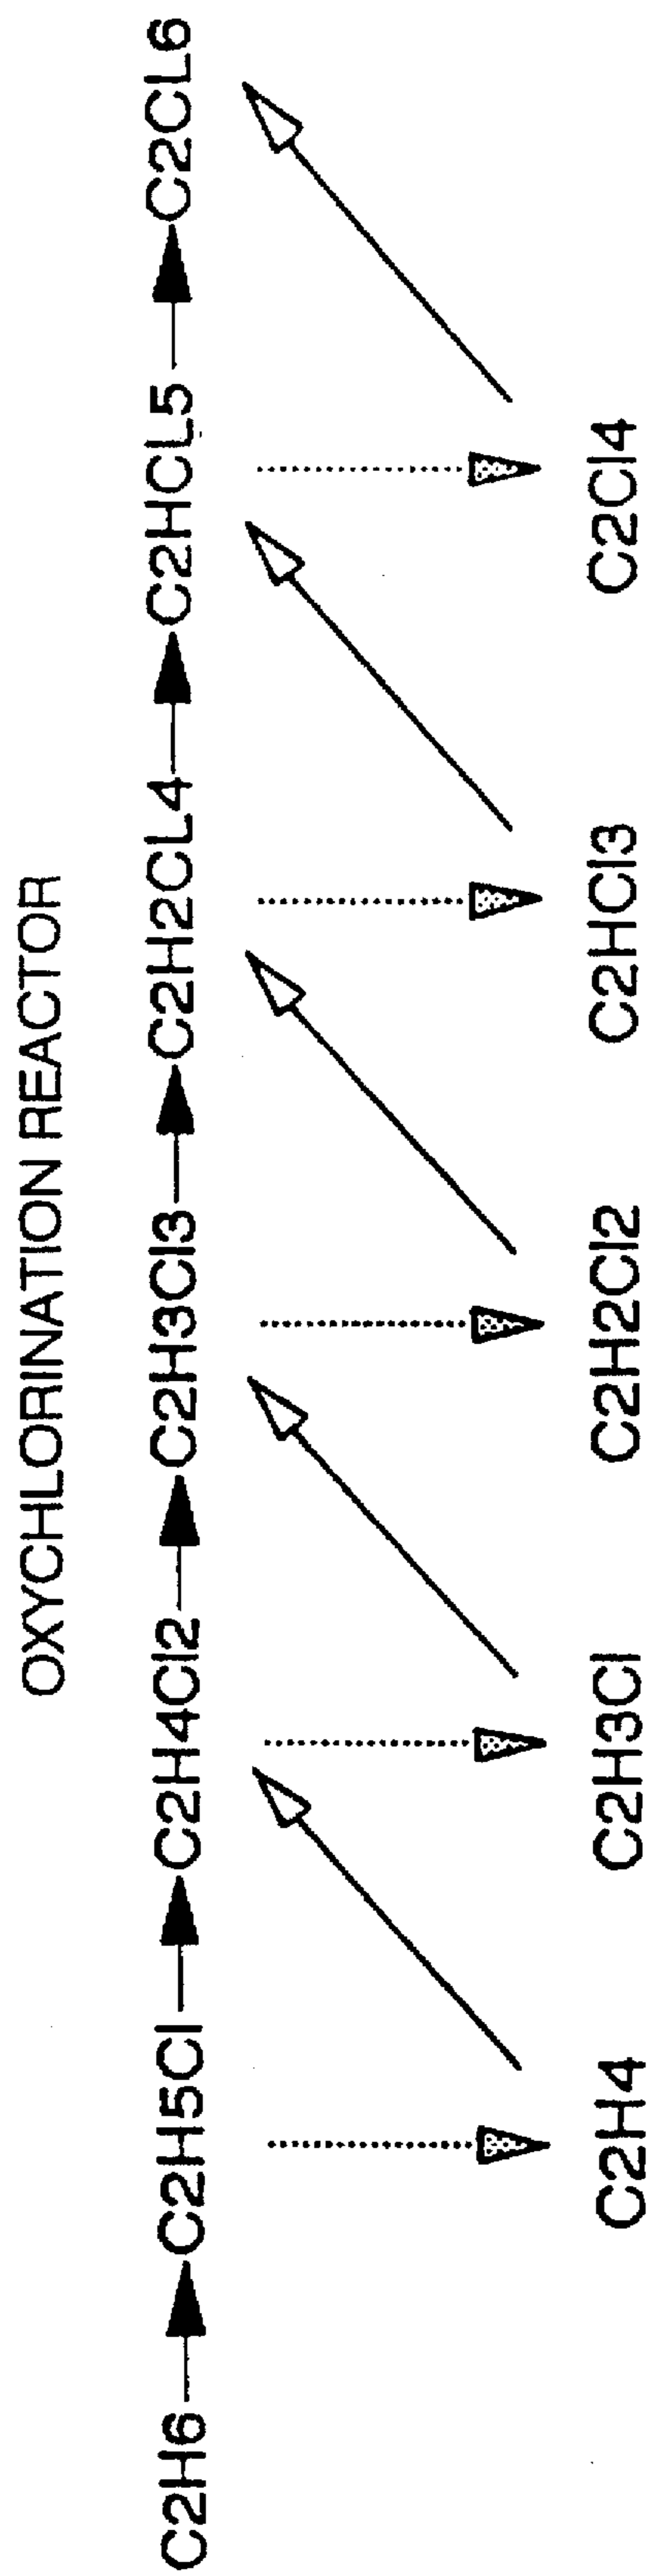 OXYCHLORINATION REACTOR
C2H6 C2H5Cl C2H4Cl2 C2H3Cl3 C2H2CL4 C2HCL5 C2CL6
C2H4 C2H3Cl C2H2Cl2 C2HCl3 C2Cl4